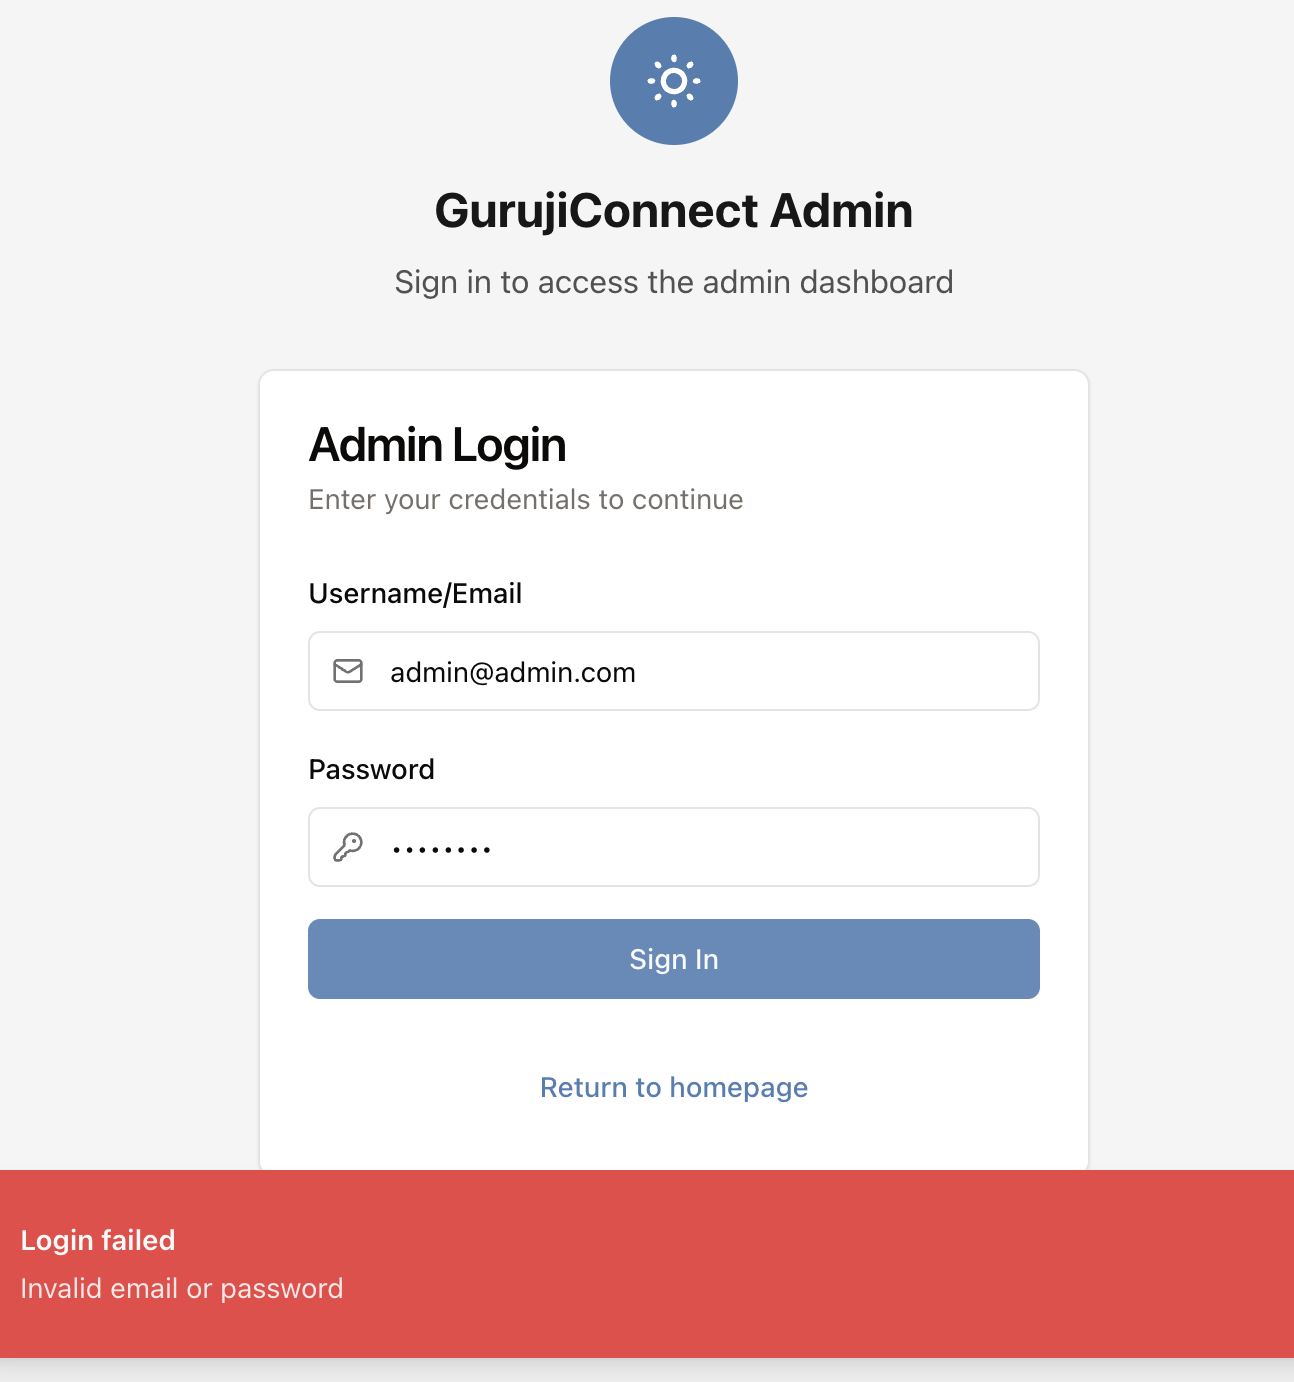 GurujiConnect Admin
Sign in to access the admin dashboard
Admin Login
Enter your credentials to continue
Username/Email
admin@admin.com
Password
••••••••
Sign In
Return to homepage
Login failed
Invalid email or password